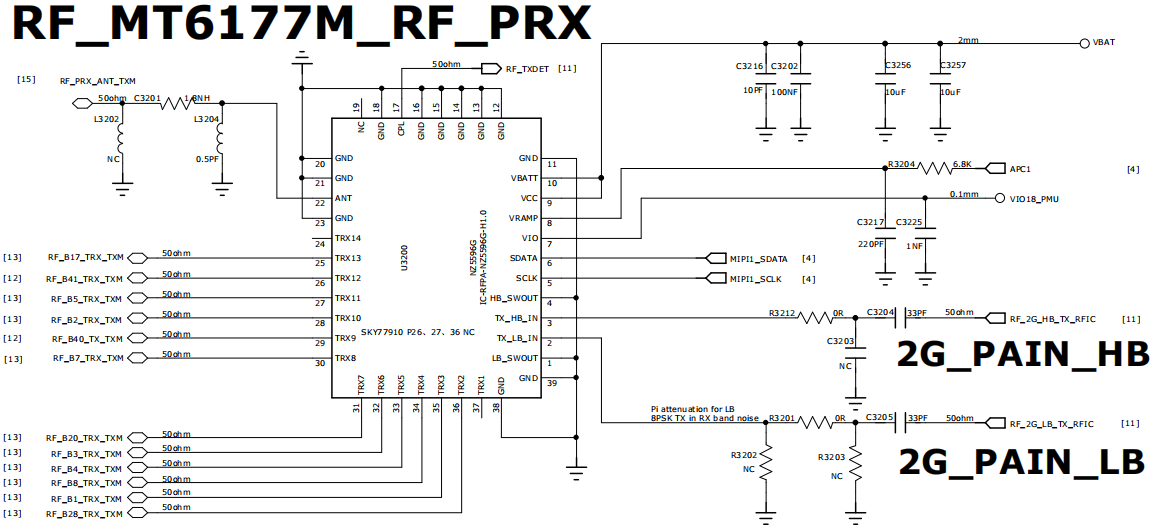 RF_MT6177M_RF_PRX
[15] RF_PRX_ANT_TXM
50ohm C3201 1.8NH
L3202 NC
L3204 0.5PF
50ohm RF_TXDET [11]
2mm VBAT
C3216 10PF
C3202 100NF
C3256 10uF
C3257 10uF
19 18 17 16 15 14 13 12
NC GND CPL GND GND GND GND GND
20 GND
21 GND
22 ANT
23 GND
24 TRX14
[13] RF_B17_TRX_TXM 50ohm 25 TRX13
[12] RF_B41_TRX_TXM 50ohm 26 TRX12
[13] RF_B5_TRX_TXM 50ohm 27 TRX11
[13] RF_B2_TRX_TXM 50ohm 28 TRX10
[12] RF_B40_TX_TXM 50ohm 29 TRX9
[13] RF_B7_TRX_TXM 50ohm 30 TRX8
U3200
NZ5596G
IC-RFPA-NZ5596G-H1.0
SKY77910 P26、27、36 NC
GND 11
VBATT 10
VCC 9
VRAMP 8
VIO 7
SDATA 6
SCLK 5
HB_SWOUT 4
TX_HB_IN 3
TX_LB_IN 2
LB_SWOUT 1
GND 39
TRX7 TRX6 TRX5 TRX4 TRX3 TRX2 TRX1 GND
31 32 33 34 35 36 37 38
R3204 6.8K APC1 [4]
0.1mm VIO18_PMU
C3217 220PF
C3225 1NF
MIPI1_SDATA [4]
MIPI1_SCLK [4]
R3212 0R C3204 33PF 50ohm RF_2G_HB_TX_RFIC [11]
C3203 NC
2G_PAIN_HB
Pi attenuation for LB
8PSK TX in RX band noise
R3201 0R C3205 33PF 50ohm RF_2G_LB_TX_RFIC [11]
R3202 NC
R3203 NC
2G_PAIN_LB
[13] RF_B20_TRX_TXM 50ohm
[13] RF_B3_TRX_TXM 50ohm
[13] RF_B4_TRX_TXM 50ohm
[13] RF_B8_TRX_TXM 50ohm
[13] RF_B1_TRX_TXM 50ohm
[13] RF_B28_TRX_TXM 50ohm